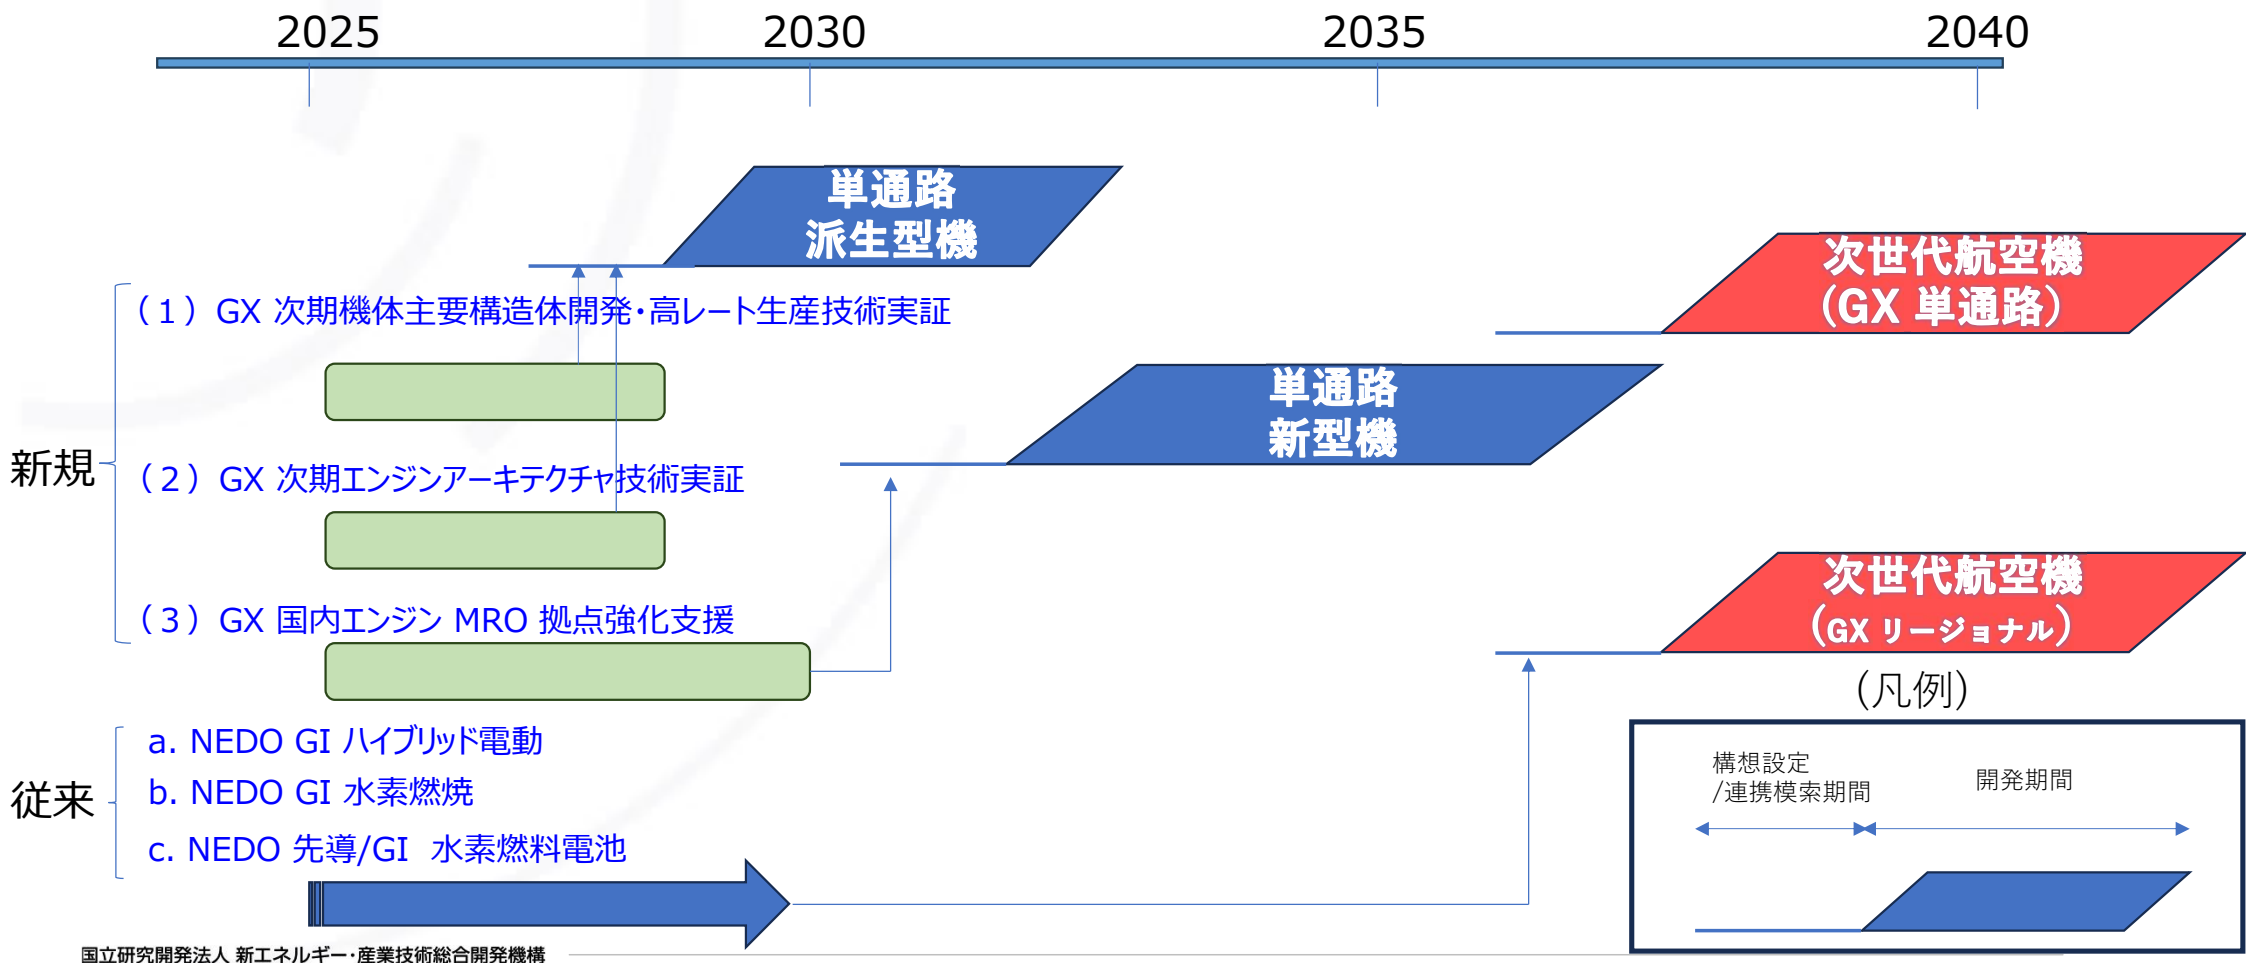 2025
2030
2035
2040
単通路
派生型機
次世代航空機
(GX 単通路)
（１）GX 次期機体主要構造体開発・高レート生産技術実証
単通路
新型機
新規
（２）GX 次期エンジンアーキテクチャ技術実証
次世代航空機
(GX リージョナル)
（３）GX 国内エンジン MRO 拠点強化支援
(凡例)
従来
a. NEDO GI ハイブリッド電動
b. NEDO GI 水素燃焼
c. NEDO 先導/GI 水素燃料電池
構想設定
/連携模索期間
開発期間
国立研究開発法人 新エネルギー・産業技術総合開発機構